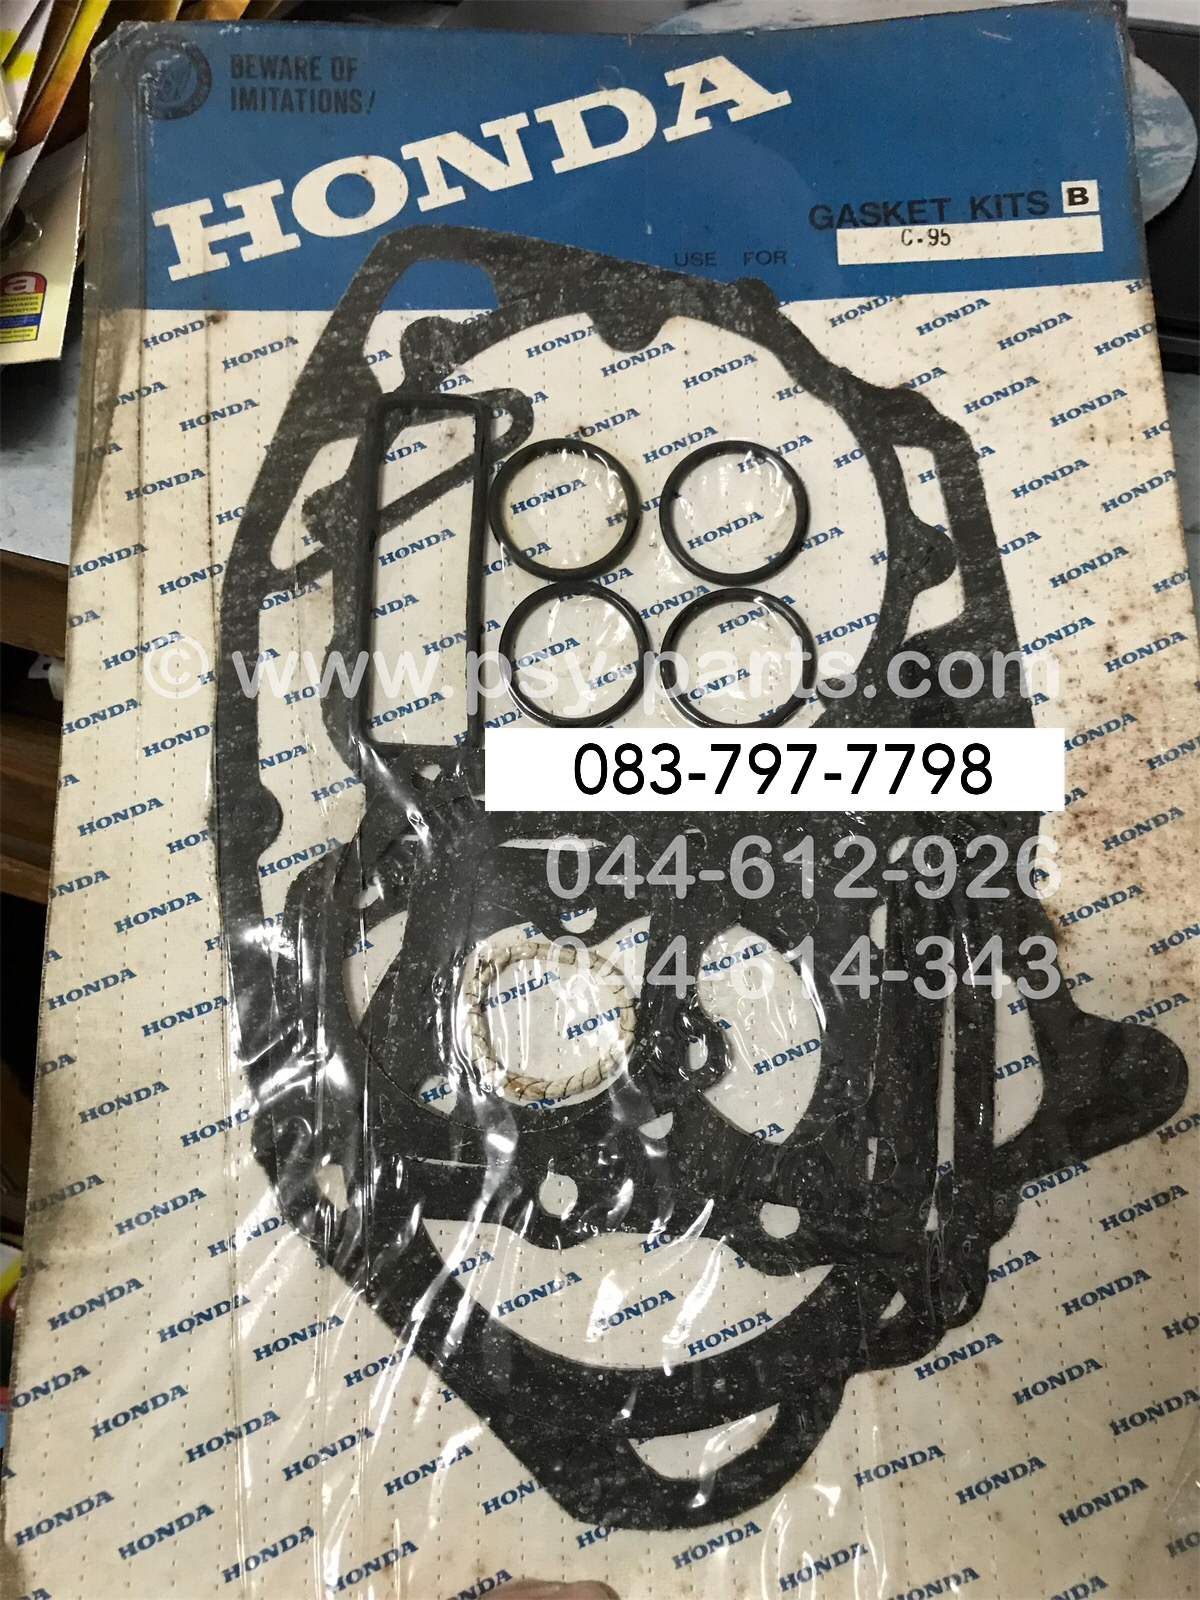 BEWARE OF
IMITATIONS!
HONDA
GASKET KITS B
USE FOR C-95
© www.psy-parts.com
083-797-7798
044-612-926
044-614-343